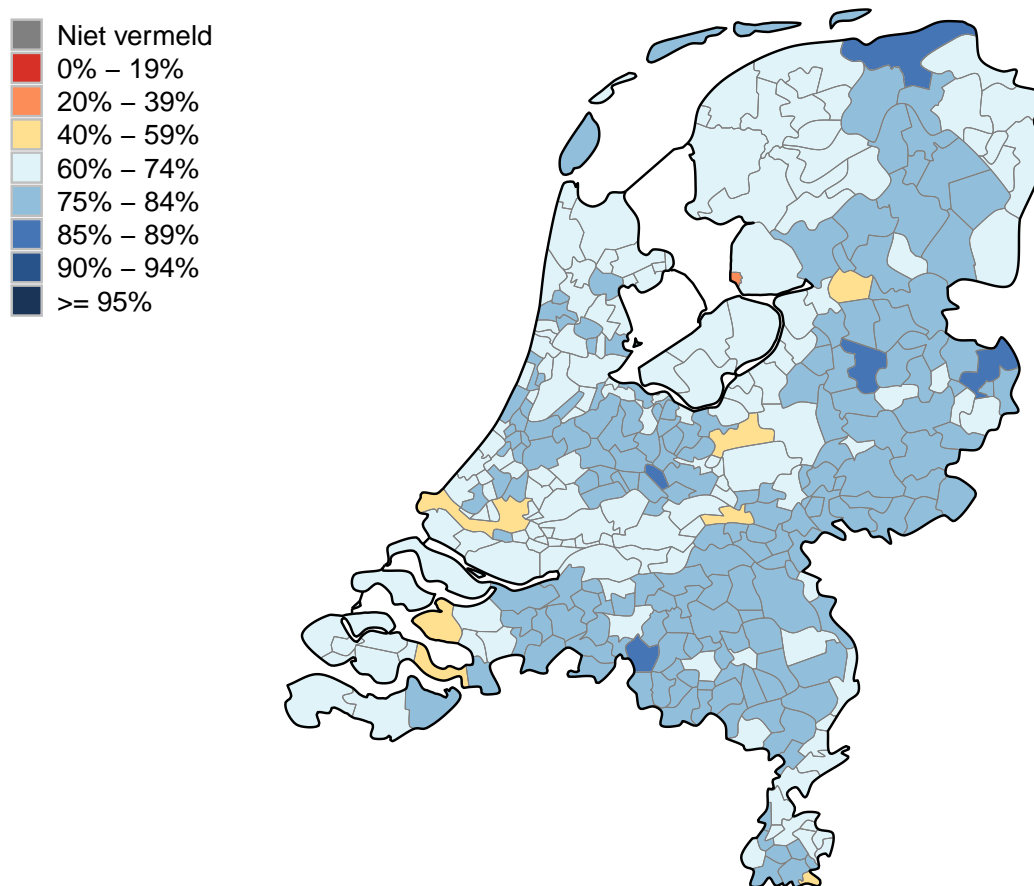 Niet vermeld
0% – 19%
20% – 39%
40% – 59%
60% – 74%
75% – 84%
85% – 89%
90% – 94%
>= 95%